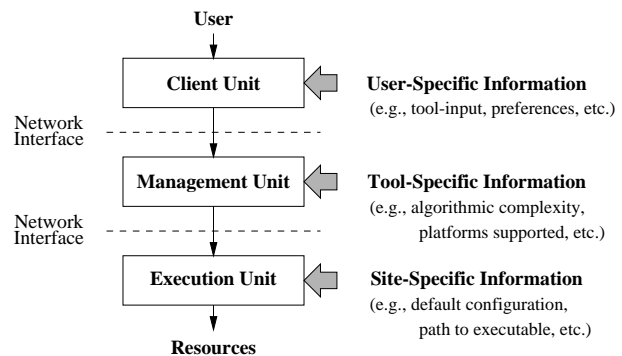 User
Client Unit
User-Specific Information
(e.g., tool-input, preferences, etc.)
Network
Interface
Management Unit
Tool-Specific Information
(e.g., algorithmic complexity,
platforms supported, etc.)
Network
Interface
Execution Unit
Site-Specific Information
(e.g., default configuration,
path to executable, etc.)
Resources